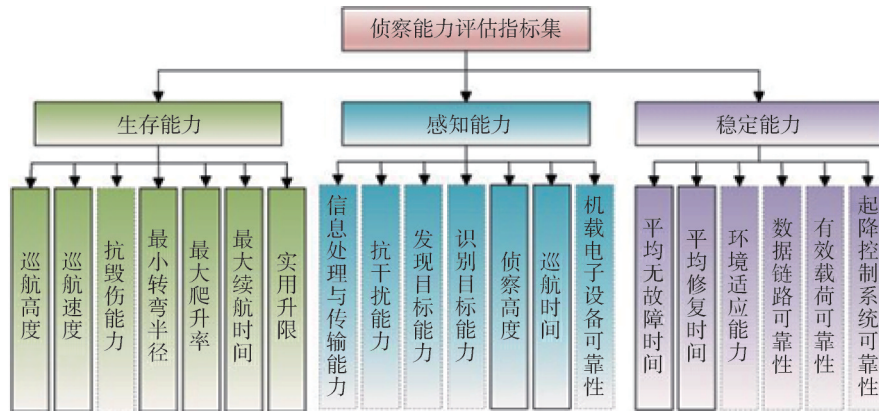 侦察能力评估指标集
生存能力
感知能力
稳定能力
巡航高度
巡航速度
抗毁伤能力
最小转弯半径
最大爬升率
最大续航时间
实用升限
信息处理与传输能力
抗干扰能力
发现目标能力
识别目标能力
侦察高度
巡航时间
机载电子设备可靠性
平均无故障时间
平均修复时间
环境适应能力
数据链路可靠性
有效载荷可靠性
起降控制系统可靠性